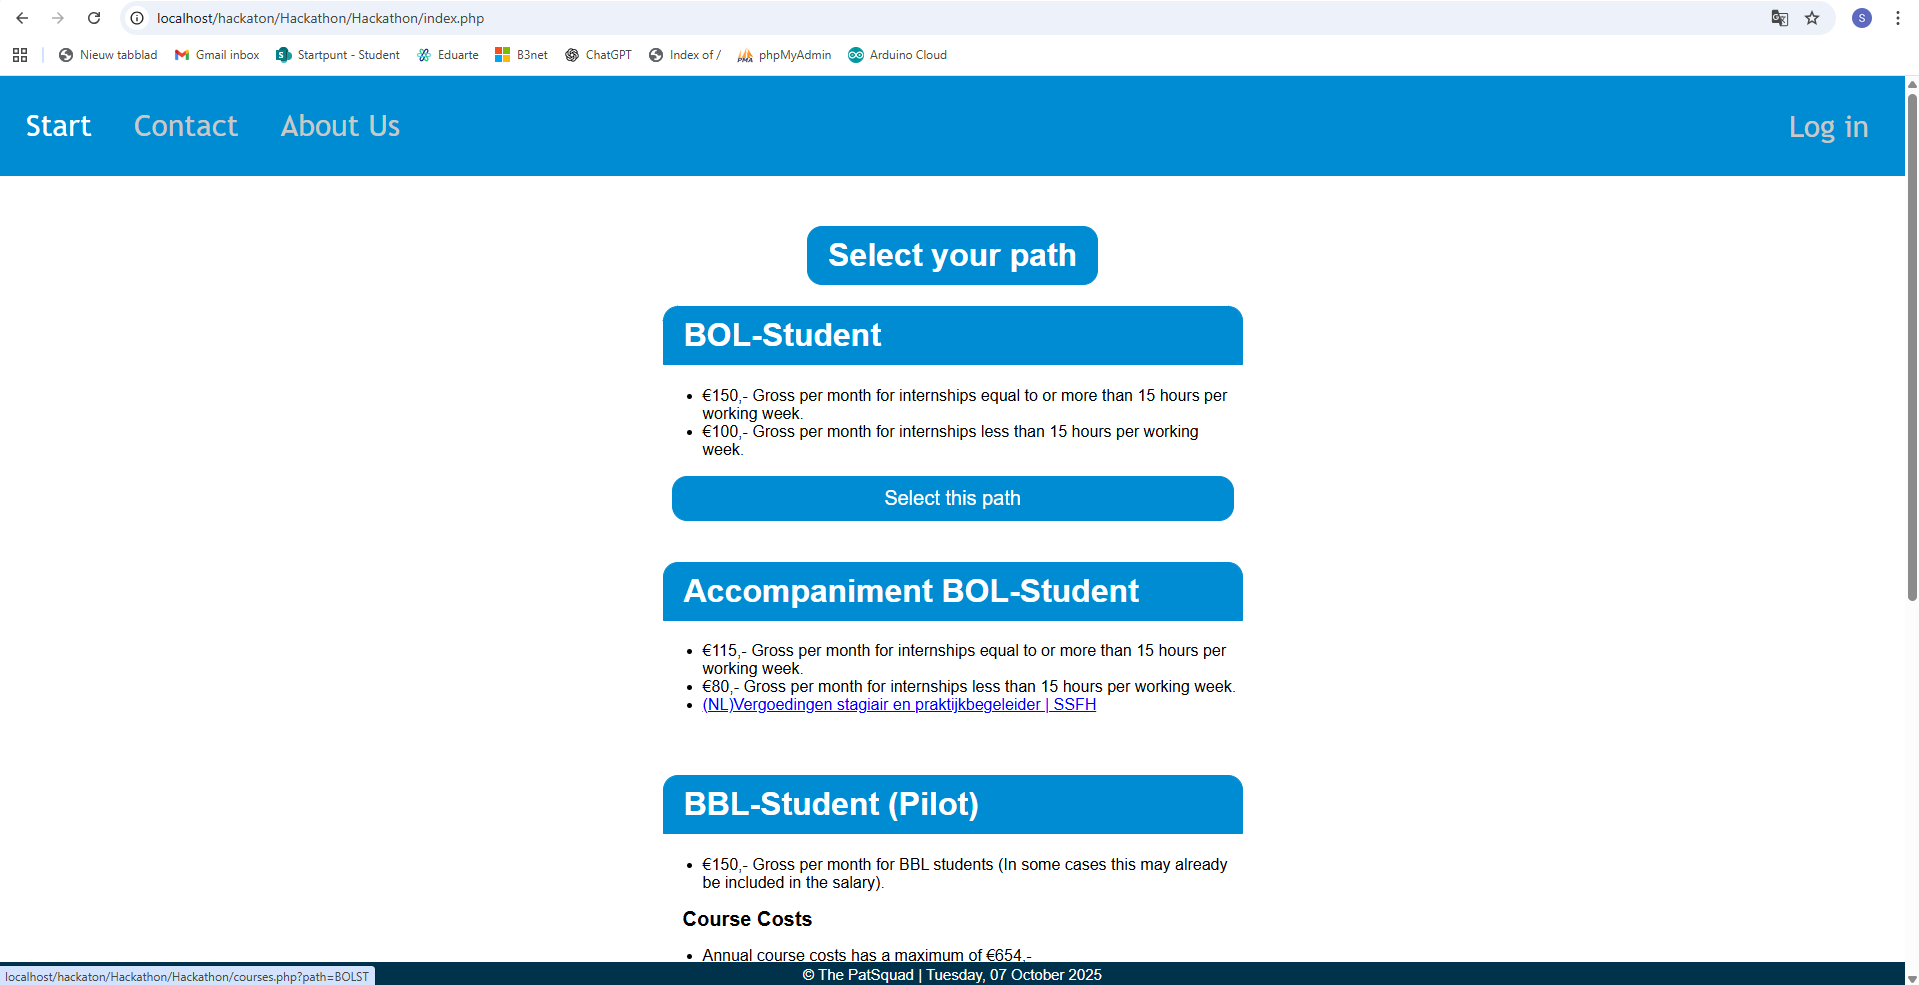 localhost/hackaton/Hackathon/Hackathon/index.php
S
Nieuw tabblad
Gmail inbox
Startpunt - Student
Eduarte
B3net
ChatGPT
Index of /
phpMyAdmin
Arduino Cloud
Start
Contact
About Us
Log in
Select your path
BOL-Student
• €150,- Gross per month for internships equal to or more than 15 hours per
working week.
• €100,- Gross per month for internships less than 15 hours per working
week.
Select this path
Accompaniment BOL-Student
• €115,- Gross per month for internships equal to or more than 15 hours per
working week.
• €80,- Gross per month for internships less than 15 hours per working week.
• (NL)Vergoedingen stagiair en praktijkbegeleider | SSFH
BBL-Student (Pilot)
• €150,- Gross per month for BBL students (In some cases this may already
be included in the salary).
Course Costs
• Annual course costs has a maximum of €654,-
© The PatSquad | Tuesday, 07 October 2025
localhost/hackaton/Hackathon/Hackathon/courses.php?path=BOLST